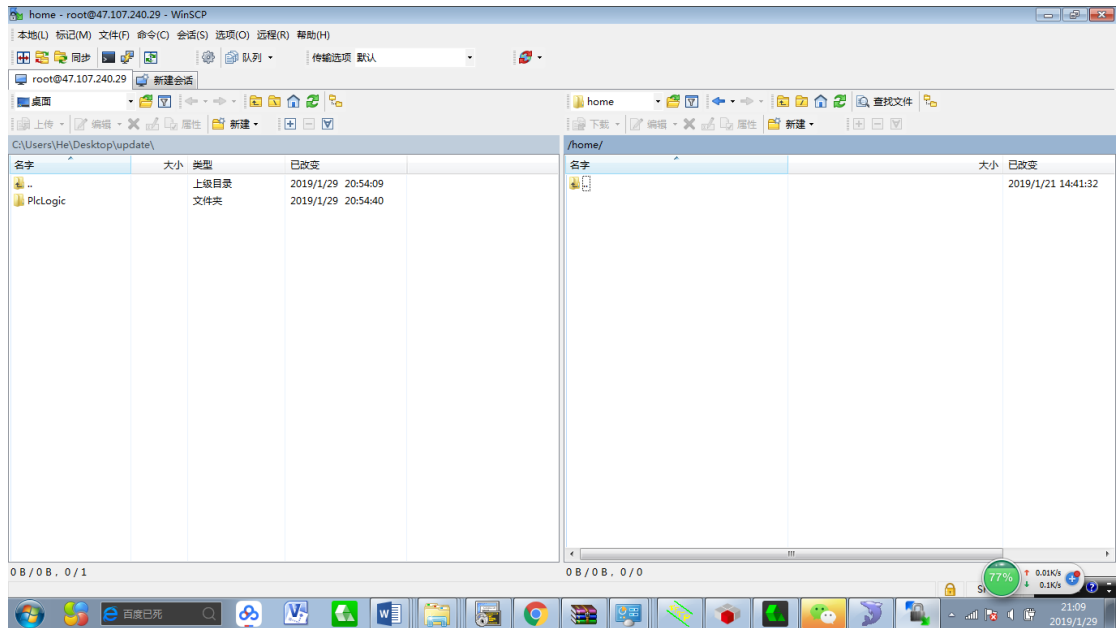 home - root@47.107.240.29 - WinSCP
本地(L) 标记(M) 文件(F) 命令(C) 会话(S) 选项(O) 远程(R) 帮助(H)
同步 队列 传输选项 默认
root@47.107.240.29 新建会话
桌面 home 查找文件
上传 编辑 属性 新建 下载 编辑 属性 新建
C:\Users\He\Desktop\update\ /home/
名字 大小 类型 已改变 名字 大小 已改变
.. 上级目录 2019/1/29 20:54:09 .. 2019/1/21 14:41:32
PlcLogic 文件夹 2019/1/29 20:54:40
0 B / 0 B, 0 / 1 0 B / 0 B, 0 / 0
77% 0.01K/s
0.1K/s
百度已死 21:09
2019/1/29